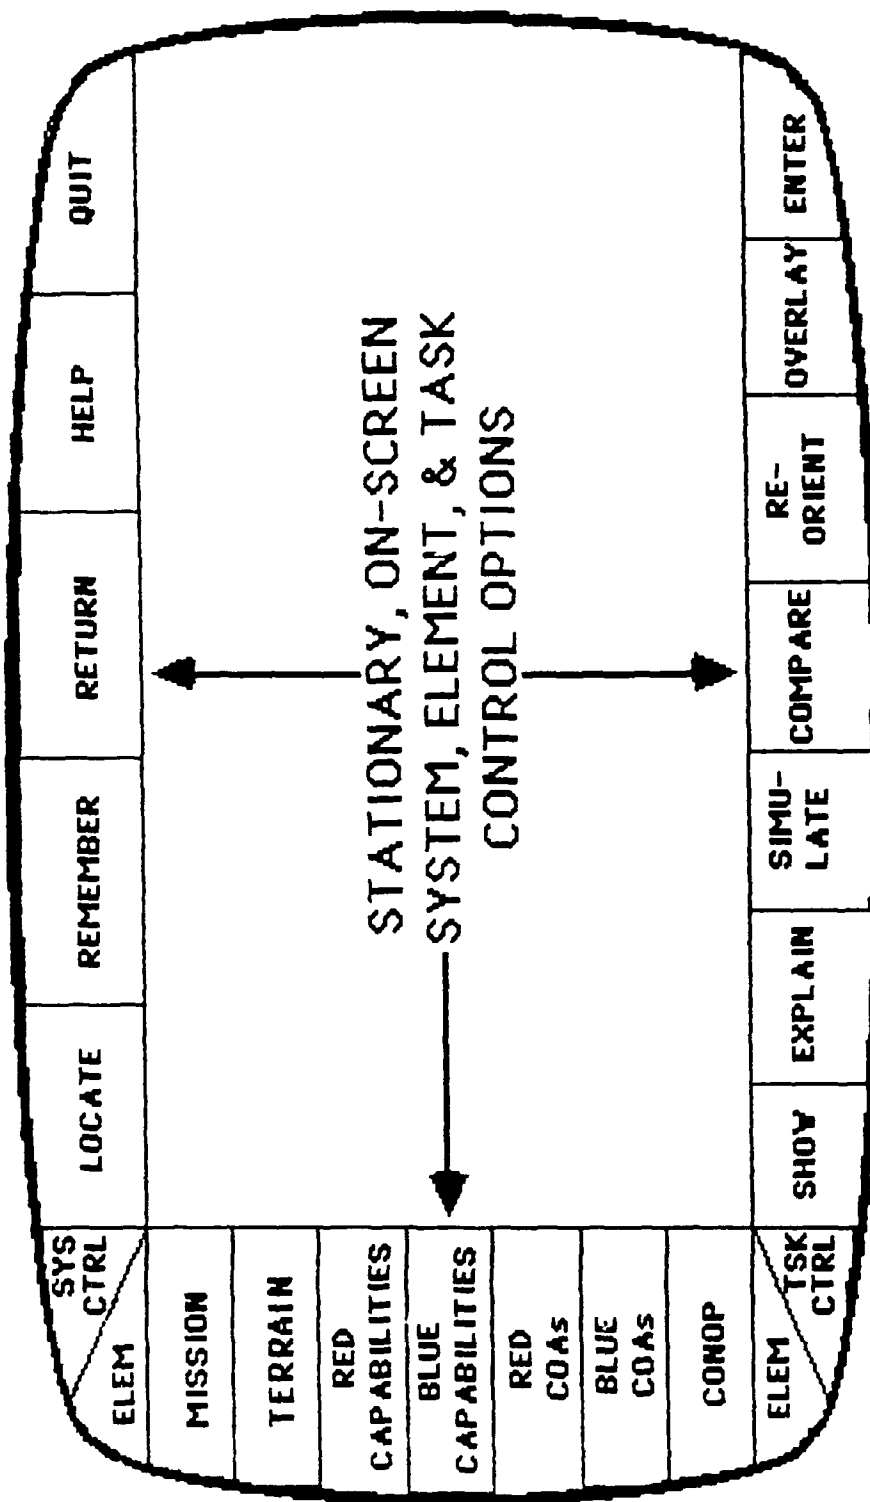 SYS
CTRL
LOCATE
REMEMBER
RETURN
HELP
QUIT
ELEM
MISSION
TERRAIN
RED
CAPABILITIES
BLUE
CAPABILITIES
RED
COAs
BLUE
COAs
CONOP
ELEM
STATIONARY, ON-SCREEN
SYSTEM, ELEMENT, & TASK
CONTROL OPTIONS
TSK
CTRL
SHOW
EXPLAIN
SIMU-
LATE
COMPARE
RE-
ORIENT
OVERLAY
ENTER